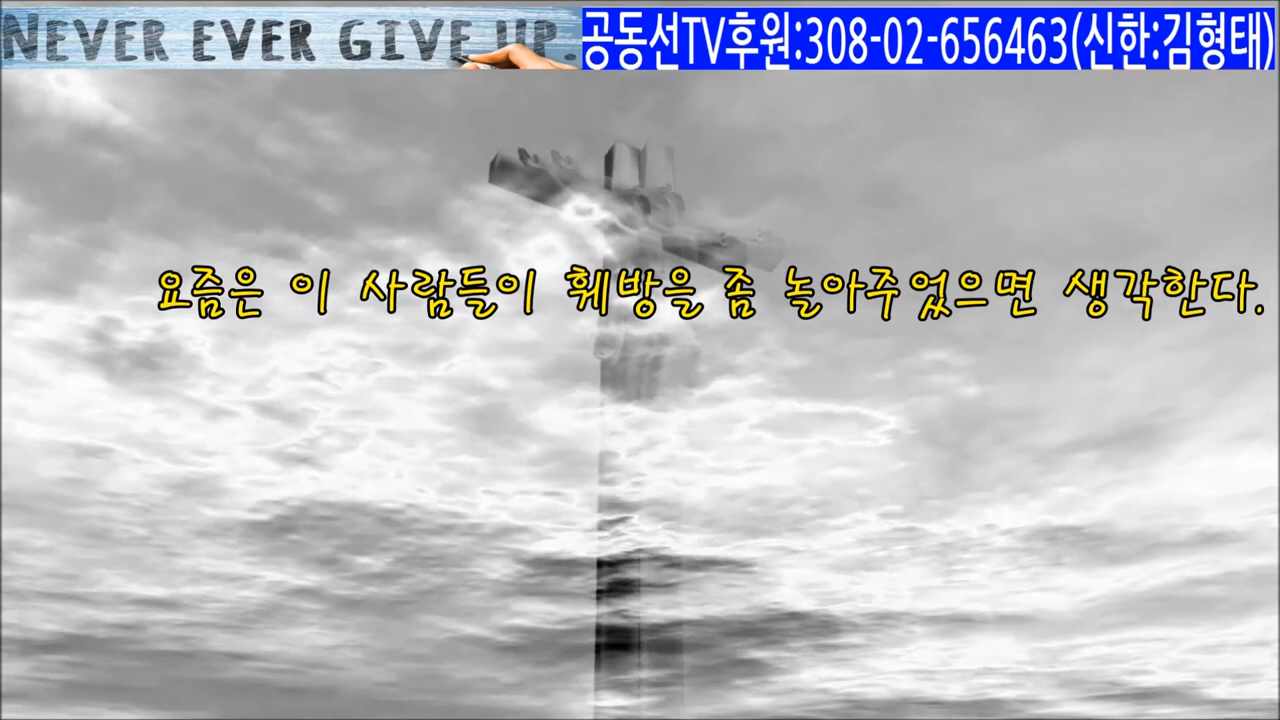 NEVER EVER GIVE UP.
공동선TV후원:308-02-656463(신한:김형태)
요즘은 이 사람들이 훼방을 좀 놀아주었으면 생각한다.